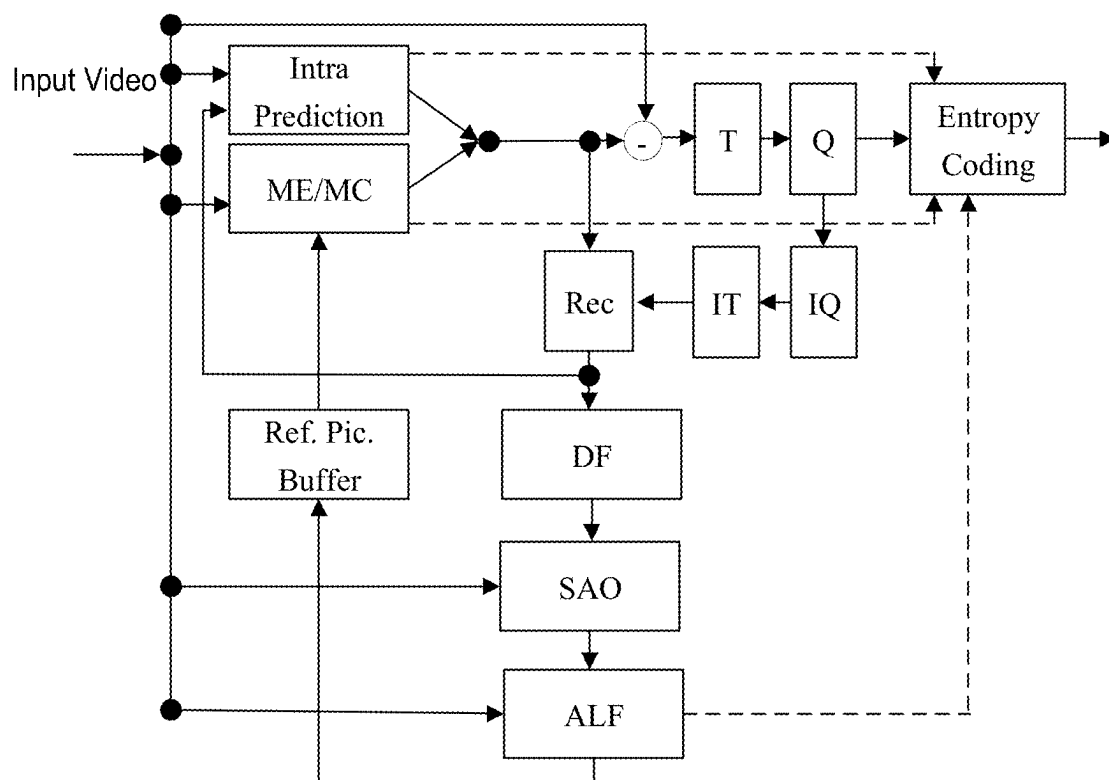 Input Video
Intra
Prediction
ME/MC
-
T
Q
Entropy
Coding
Rec
IT
IQ
Ref. Pic.
Buffer
DF
SAO
ALF